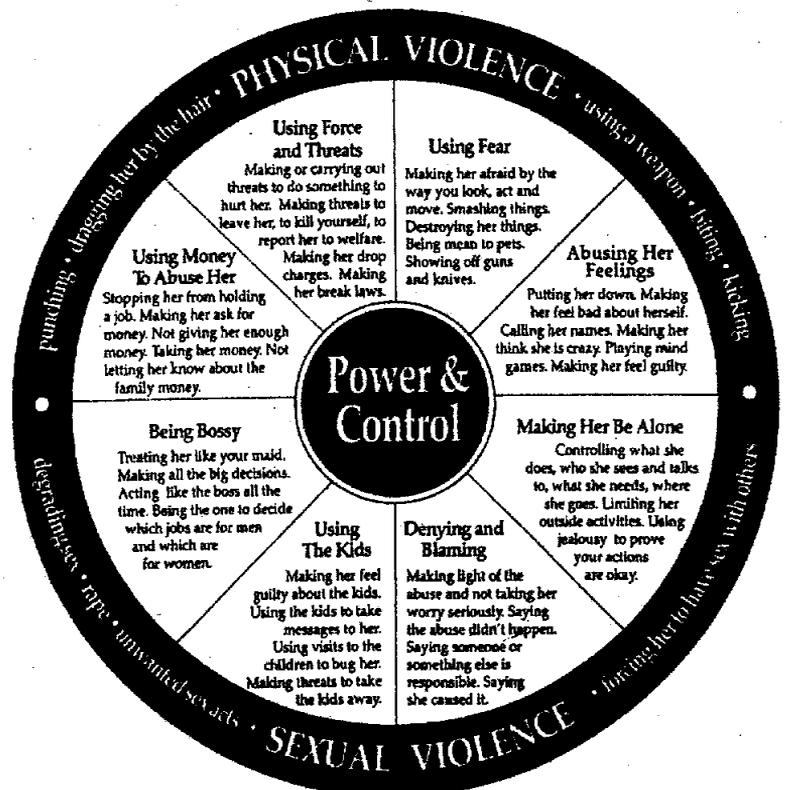 PHYSICAL VIOLENCE
punching • dragging her by the hair •
• using a weapon • biting • kicking
Using Force
and Threats
Making or carrying out
threats to do something to
hurt her. Making threats to
leave her, to kill yourself, to
report her to welfare.
Making her drop
charges. Making
her break laws.
Using Fear
Making her afraid by the
way you look, act and
move. Smashing things.
Destroying her things.
Being mean to pets.
Showing off guns
and knives.
Abusing Her
Feelings
Putting her down. Making
her feel bad about herself.
Calling her names. Making her
think she is crazy. Playing mind
games. Making her feel guilty.
Making Her Be Alone
Controlling what she
does, who she sees and talks
to, what she needs, where
she goes. Limiting her
outside activities. Using
jealousy to prove
your actions
are okay.
Denying and
Blaming
Making light of the
abuse and not taking her
worry seriously. Saying
the abuse didn't happen.
Saying someone or
something else is
responsible. Saying
she caused it.
Using
The Kids
Making her feel
guilty about the kids.
Using the kids to take
messages to her.
Using visits to the
children to bug her.
Making threats to take
the kids away.
Being Bossy
Treating her like your maid.
Making all the big decisions.
Acting like the boss all the
time. Being the one to decide
which jobs are for men
and which are
for women.
Using Money
To Abuse Her
Stopping her from holding
a job. Making her ask for
money. Not giving her enough
money. Taking her money. Not
letting her know about the
family money.
Power &
Control
degrading sex • rape • unwanted sex acts •
• forcing her to have sex with others
SEXUAL VIOLENCE